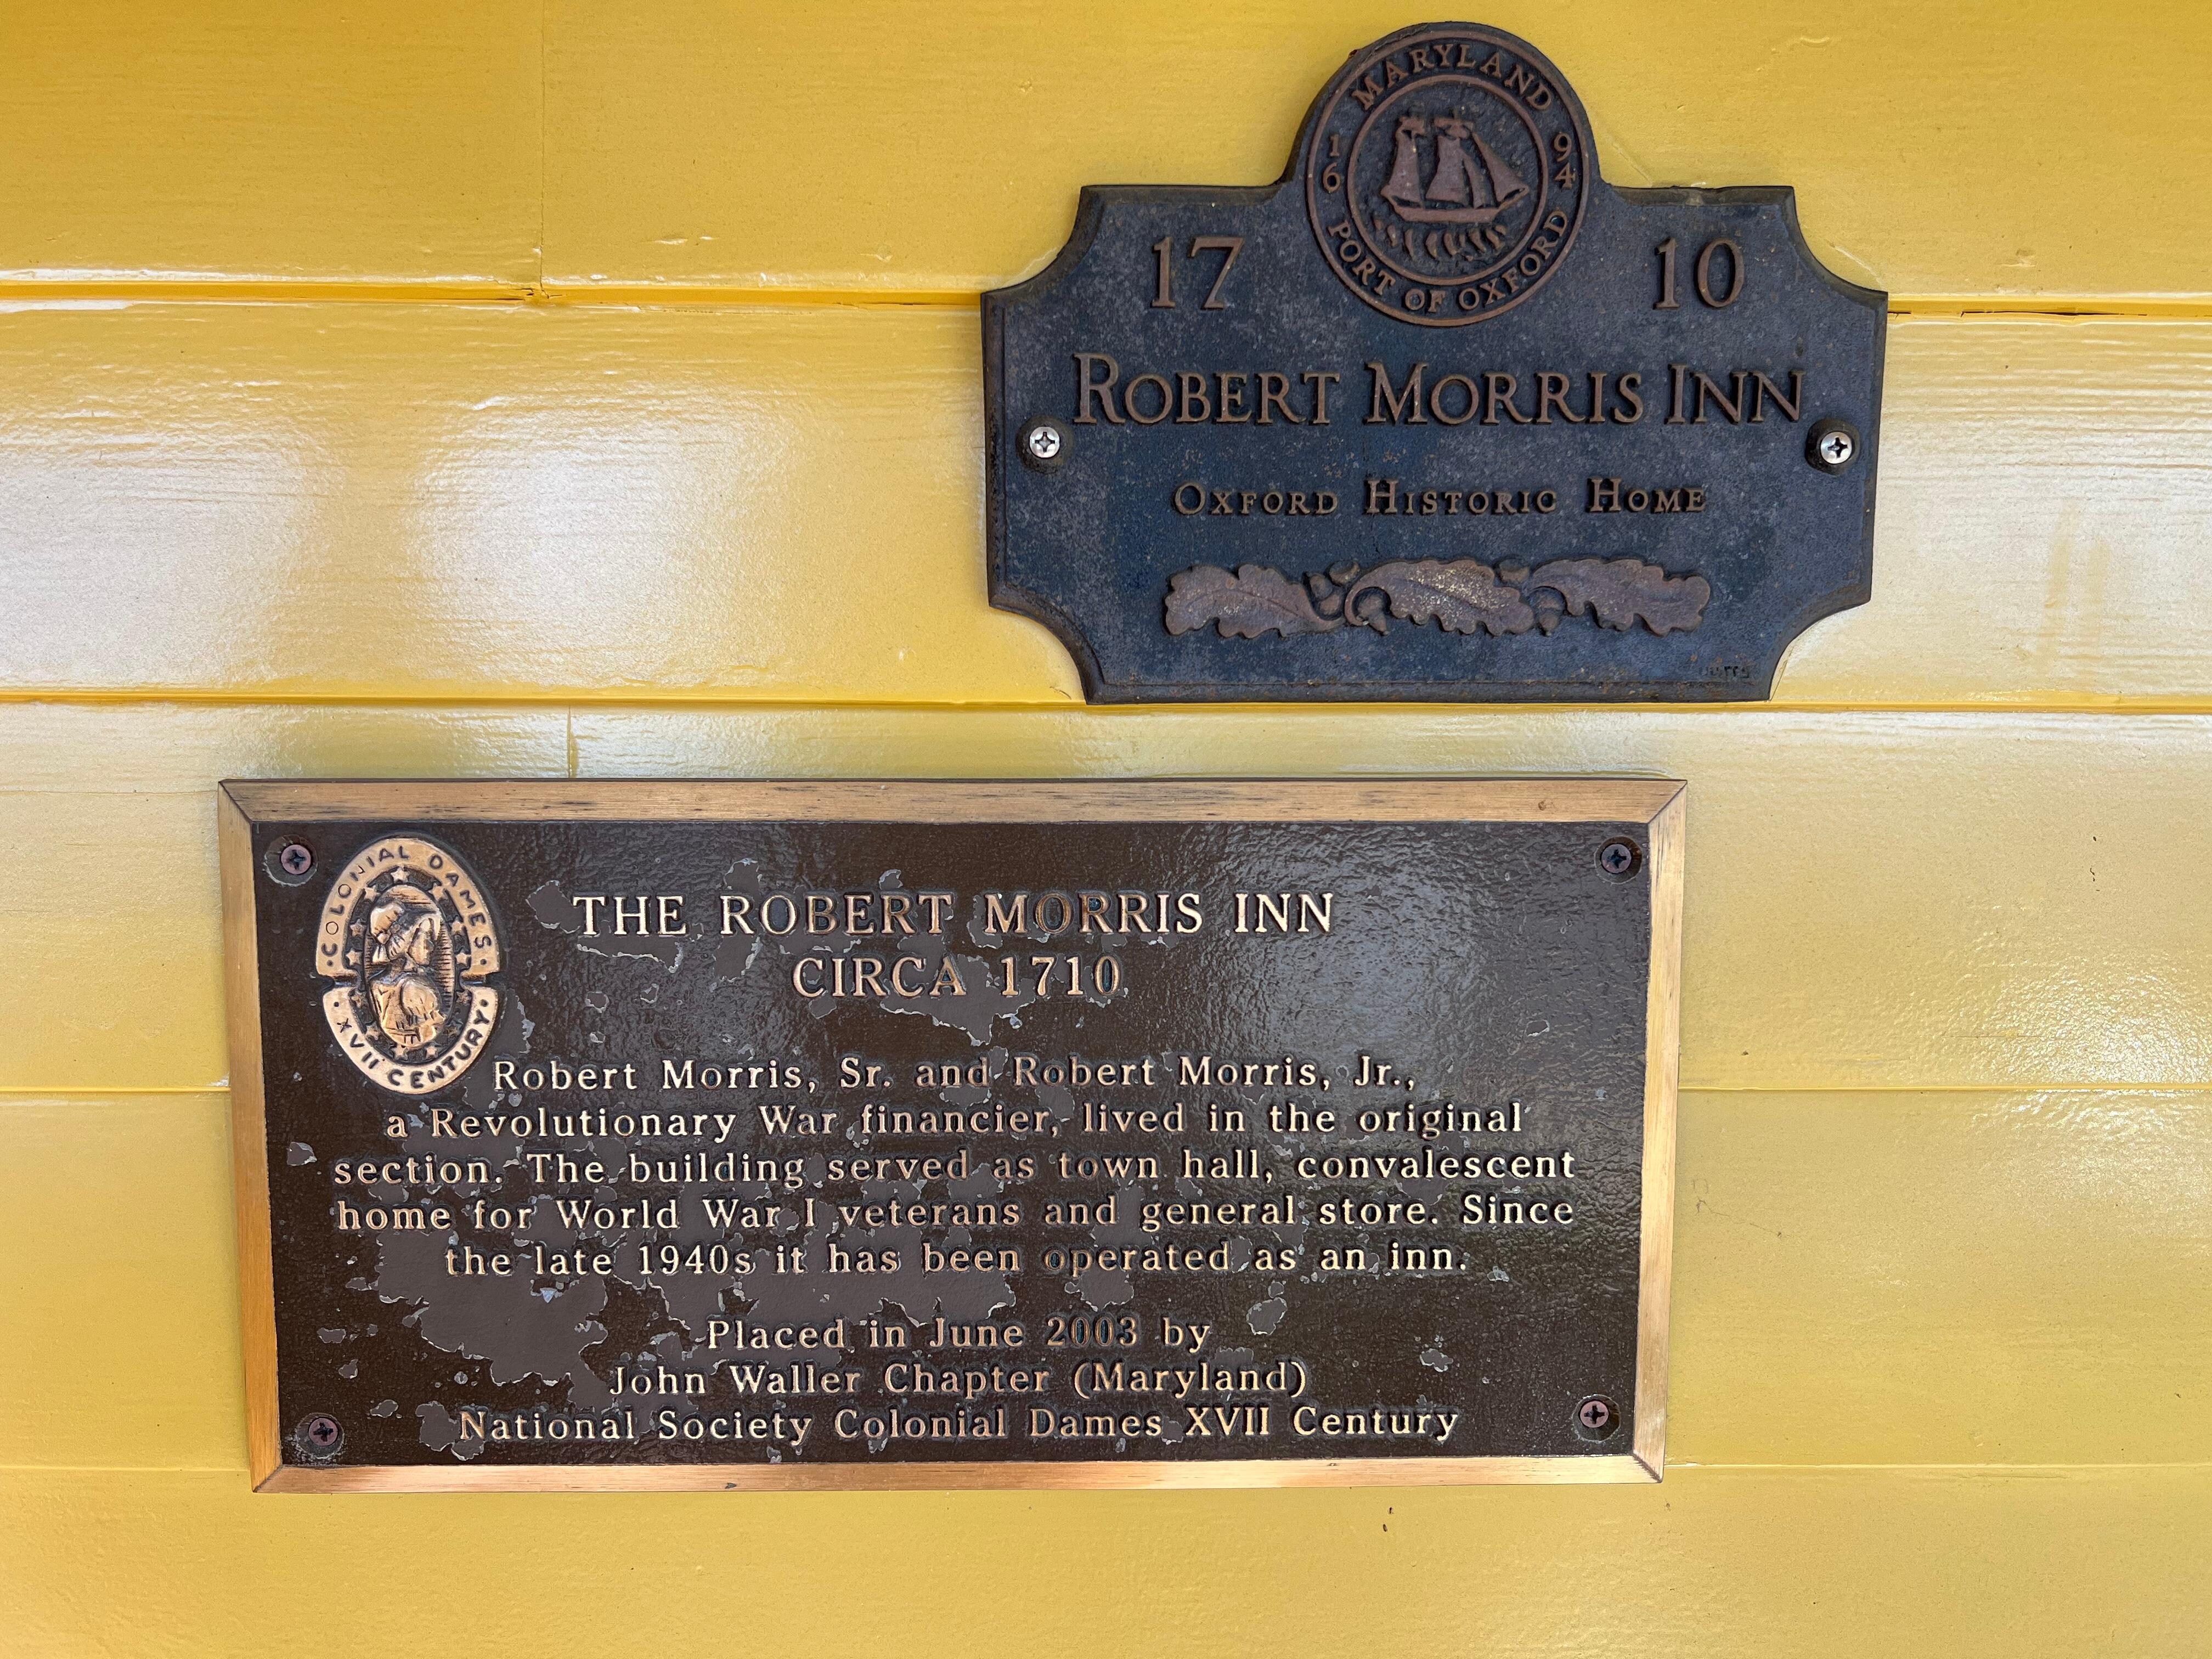 MARYLAND
16 94
PORT OF OXFORD
17 10
ROBERT MORRIS INN
OXFORD HISTORIC HOME
COLONIAL DAMES
XVII CENTURY
THE ROBERT MORRIS INN
CIRCA 1710
Robert Morris, Sr. and Robert Morris, Jr.,
a Revolutionary War financier, lived in the original
section. The building served as town hall, convalescent
home for World War I veterans and general store. Since
the late 1940s it has been operated as an inn.
Placed in June 2003 by
John Waller Chapter (Maryland)
National Society Colonial Dames XVII Century